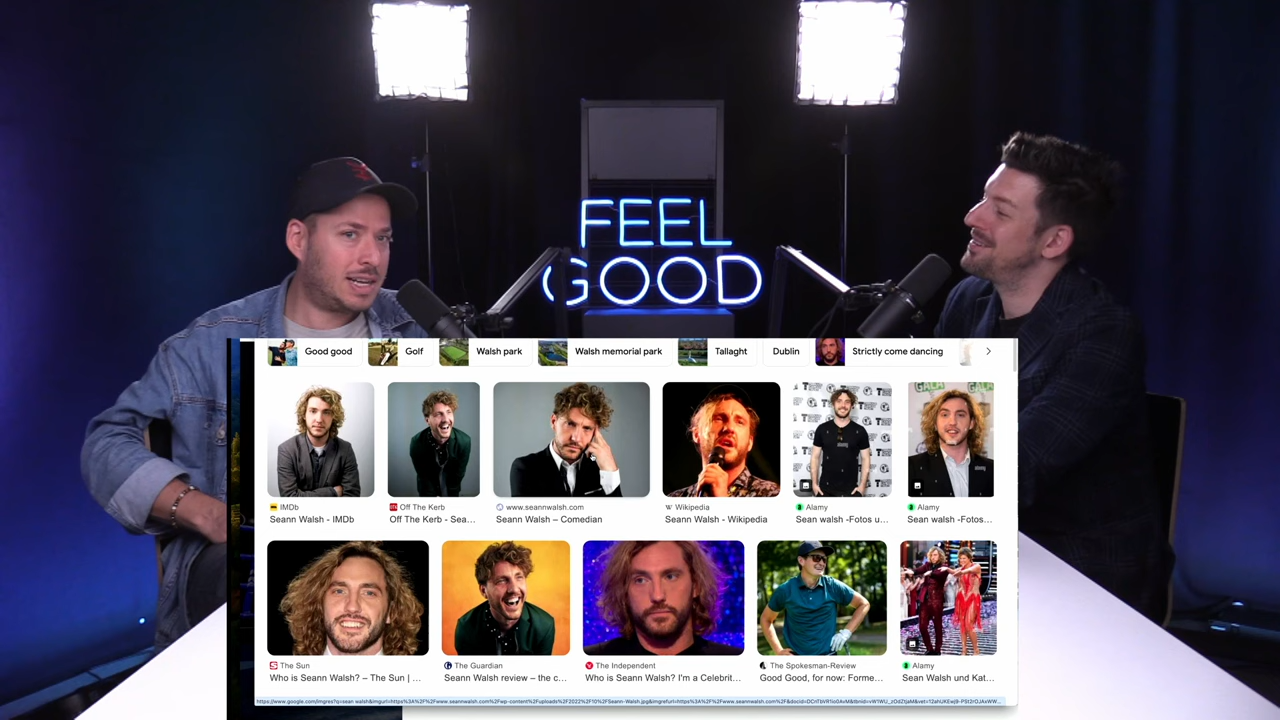 FEEL
GOOD
Good good
Golf
Walsh park
Walsh memorial park
Tallaght
Dublin
Strictly come dancing
IMDb
Off The Kerb
www.seannwalsh.com
W Wikipedia
Alamy
Alamy
Seann Walsh - IMDb
Off The Kerb - Sea...
Seann Walsh – Comedian
Seann Walsh - Wikipedia
Sean walsh -Fotos u...
Sean walsh -Fotos...
The Sun
The Guardian
The Independent
The Spokesman-Review
Alamy
Who is Seann Walsh? – The Sun | ...
Seann Walsh review – the c...
Who is Seann Walsh? I'm a Celebrit...
Good Good, for now: Forme...
Sean Walsh und Kat...